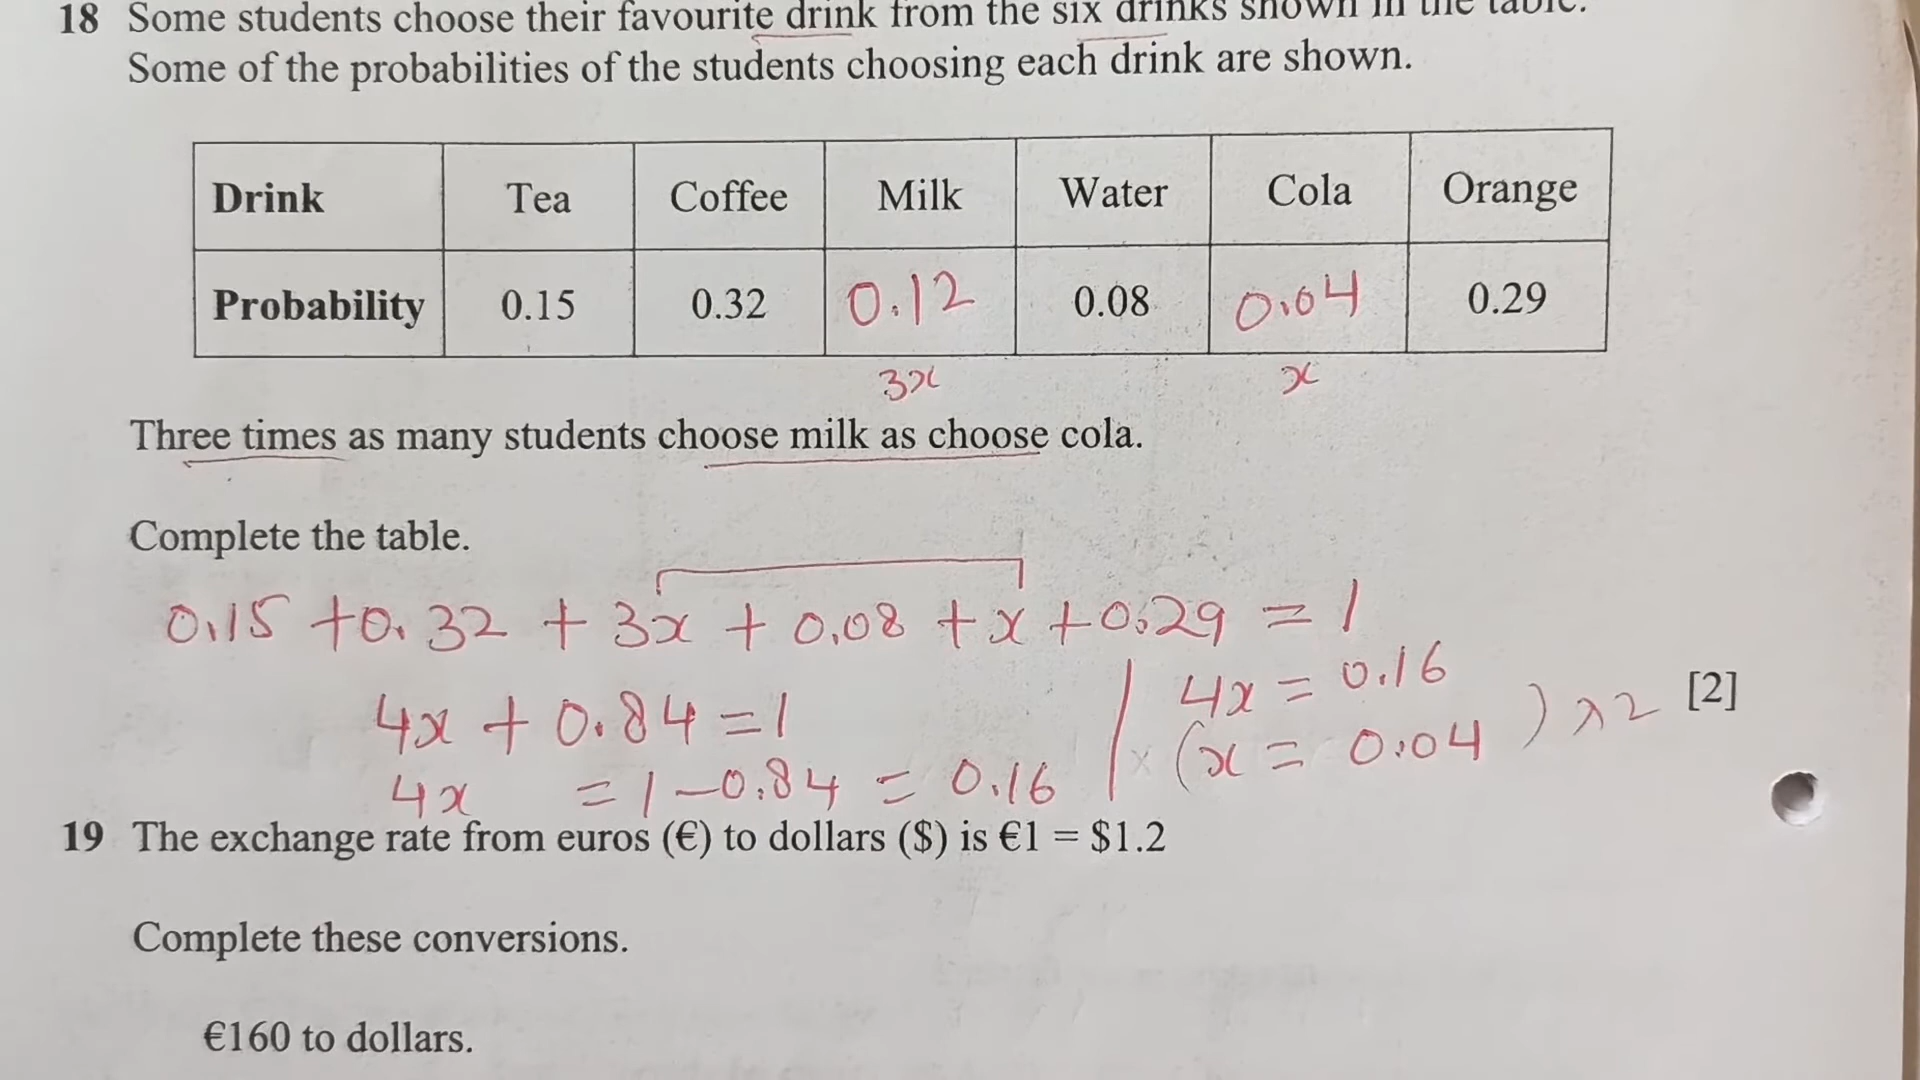 18 Some students choose their favourite drink from the six drinks shown in the table.
Some of the probabilities of the students choosing each drink are shown.
Drink Tea Coffee Milk Water Cola Orange
Probability 0.15 0.32 0.12 0.08 0.04 0.29
3x x
Three times as many students choose milk as choose cola.
Complete the table.
0.15 + 0.32 + 3x + 0.08 + x + 0.29 = 1
4x + 0.84 = 1
4x = 1 - 0.84 = 0.16
4x = 0.16
(x = 0.04) x2
[2]
19 The exchange rate from euros (€) to dollars ($) is €1 = $1.2
Complete these conversions.
€160 to dollars.